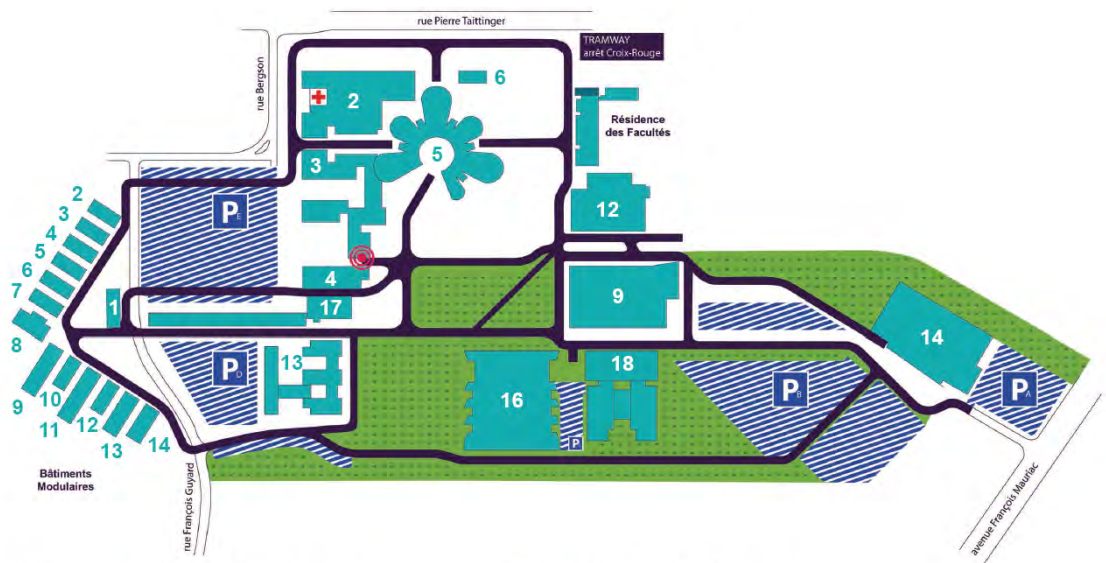 rue Pierre Taittinger
TRAMWAY
arrêt Croix-Rouge
rue Bergson
6
2
Résidence
des Facultés
5
3
2
3
4
5
6
7
8
P E
12
4
1
17
9
14
13
P D
18
16
P B
P A
P
9
10
11
12
13
14
Bâtiments
Modulaires
rue François Guyard
avenue François Mauriac